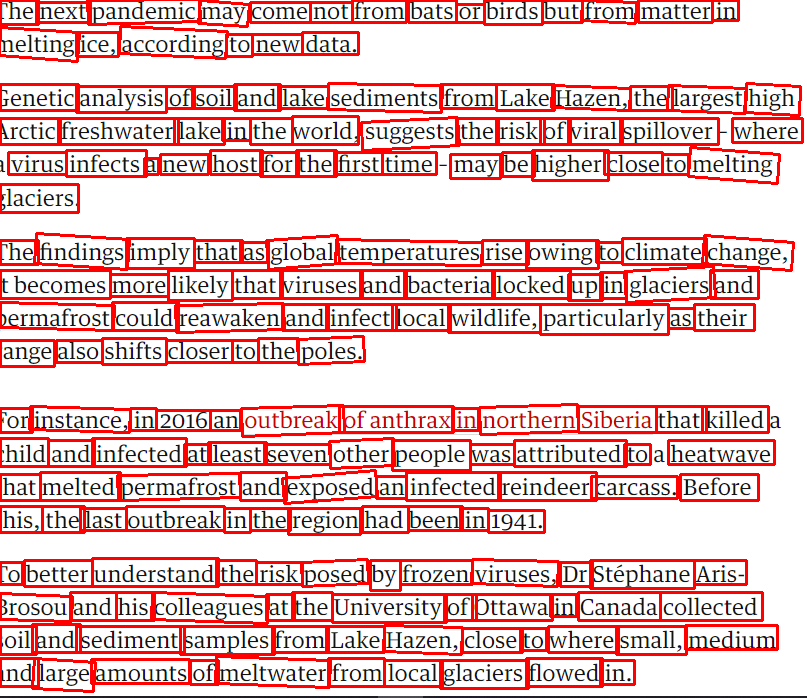 The next pandemic may come not from bats or birds but from matter in
melting ice, according to new data.
Genetic analysis of soil and lake sediments from Lake Hazen, the largest high
Arctic freshwater lake in the world, suggests the risk of viral spillover - where
a virus infects a new host for the first time - may be higher close to melting
glaciers.
The findings imply that as global temperatures rise owing to climate change,
t becomes more likely that viruses and bacteria locked up in glaciers and
permafrost could reawaken and infect local wildlife, particularly as their
ange also shifts closer to the poles.
For instance, in 2016 an outbreak of anthrax in northern Siberia that killed a
child and infected at least seven other people was attributed to a heatwave
hat melted permafrost and exposed an infected reindeer carcass. Before
his, the last outbreak in the region had been in 1941.
To better understand the risk posed by frozen viruses, Dr Stéphane Aris-
Brosou and his colleagues at the University of Ottawa in Canada collected
soil and sediment samples from Lake Hazen, close to where small, medium
and large amounts of meltwater from local glaciers flowed in.